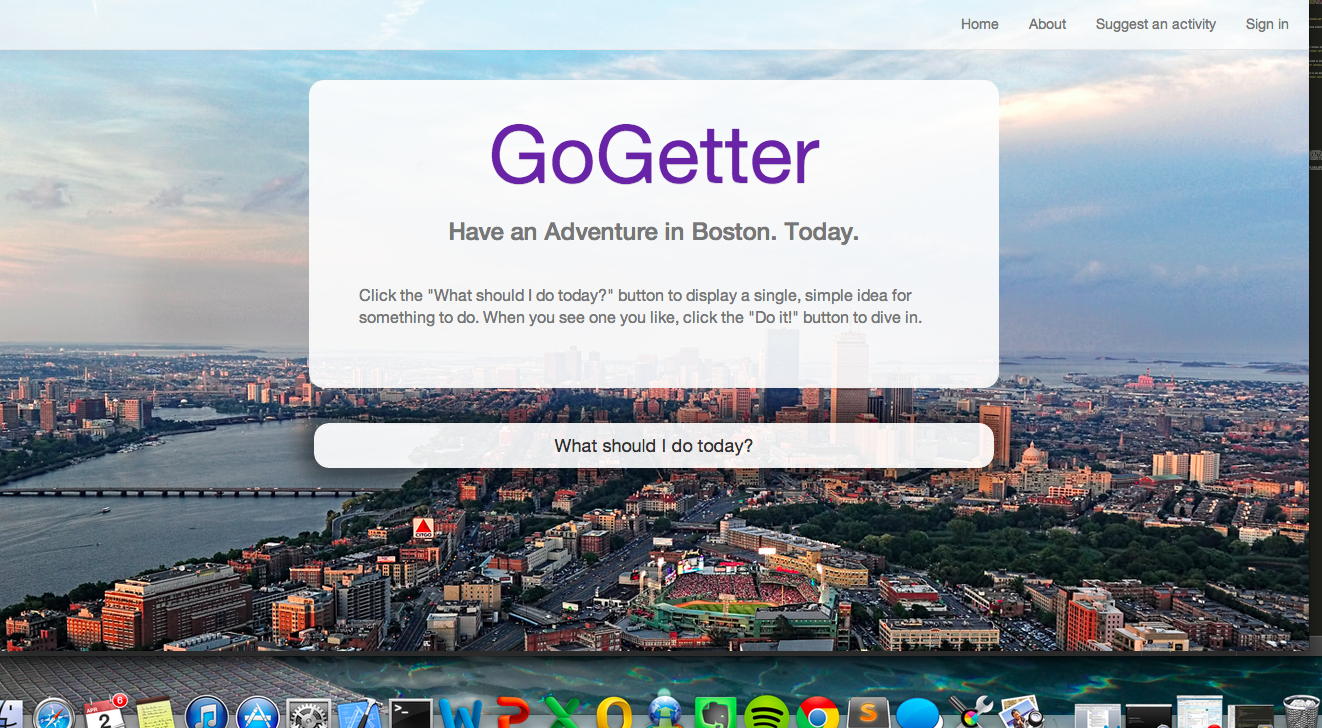 Home About Suggest an activity Sign in
GoGetter
Have an Adventure in Boston. Today.
Click the "What should I do today?" button to display a single, simple idea for
something to do. When you see one you like, click the "Do it!" button to dive in.
What should I do today?
CITGO
6
APR
2
>_
W P X O
S